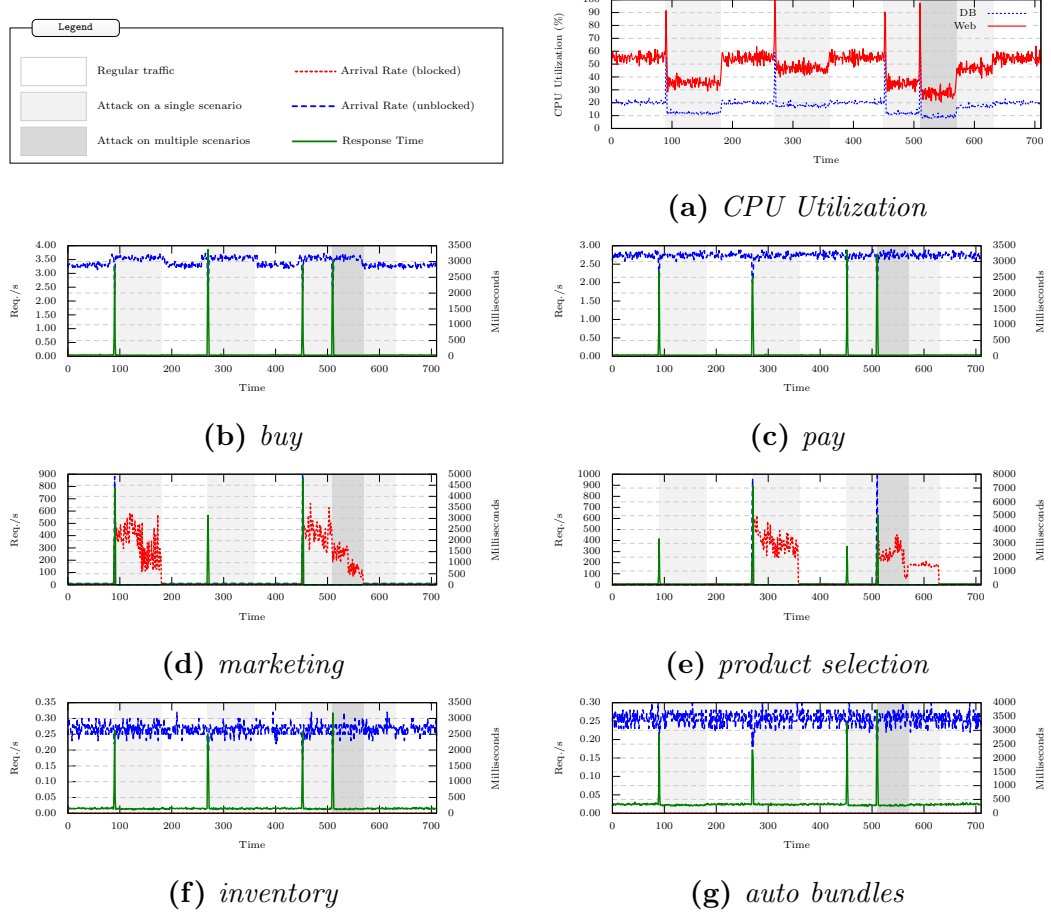 Legend
Regular traffic
Attack on a single scenario
Attack on multiple scenarios
Arrival Rate (blocked)
Arrival Rate (unblocked)
Response Time
CPU Utilization (%)
100
90
80
70
60
50
40
30
20
10
0
DB
Web
0 100 200 300 400 500 600 700
Time
(a) CPU Utilization
Req./s
4.00
3.50
3.00
2.50
2.00
1.50
1.00
0.50
0.00
3500
3000
2500
2000
1500
1000
500
0
Milliseconds
0 100 200 300 400 500 600 700
Time
(b) buy
Req./s
3.00
2.50
2.00
1.50
1.00
0.50
0.00
3500
3000
2500
2000
1500
1000
500
0
Milliseconds
0 100 200 300 400 500 600 700
Time
(c) pay
Req./s
900
800
700
600
500
400
300
200
100
0
5000
4500
4000
3500
3000
2500
2000
1500
1000
500
0
Milliseconds
0 100 200 300 400 500 600 700
Time
(d) marketing
Req./s
1000
900
800
700
600
500
400
300
200
100
0
8000
7000
6000
5000
4000
3000
2000
1000
0
Milliseconds
0 100 200 300 400 500 600 700
Time
(e) product selection
Req./s
0.35
0.30
0.25
0.20
0.15
0.10
0.05
0.00
3500
3000
2500
2000
1500
1000
500
0
Milliseconds
0 100 200 300 400 500 600 700
Time
(f) inventory
Req./s
0.30
0.25
0.20
0.15
0.10
0.05
0.00
4000
3500
3000
2500
2000
1500
1000
500
0
Milliseconds
0 100 200 300 400 500 600 700
Time
(g) auto bundles